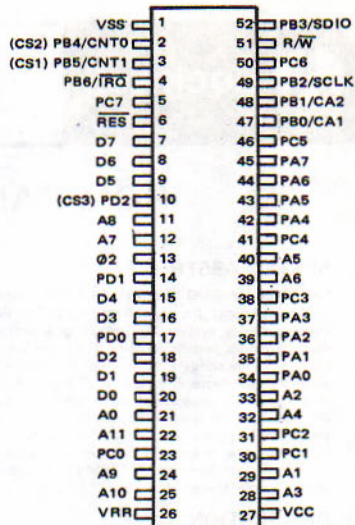 VSS 1 52 PB3/SDIO
(CS2) PB4/CNT0 2 51 R/W̅
(CS1) PB5/CNT1 3 50 PC6
PB6/I̅R̅Q̅ 4 49 PB2/SCLK
PC7 5 48 PB1/CA2
R̅E̅S̅ 6 47 PB0/CA1
D7 7 46 PC5
D6 8 45 PA7
D5 9 44 PA6
(CS3) PD2 10 43 PA5
A8 11 42 PA4
A7 12 41 PC4
Ø2 13 40 A5
PD1 14 39 A6
D4 15 38 PC3
D3 16 37 PA3
PD0 17 36 PA2
D2 18 35 PA1
D1 19 34 PA0
D0 20 33 A2
A0 21 32 A4
A11 22 31 PC2
PC0 23 30 PC1
A9 24 29 A1
A10 25 28 A3
VRR 26 27 VCC